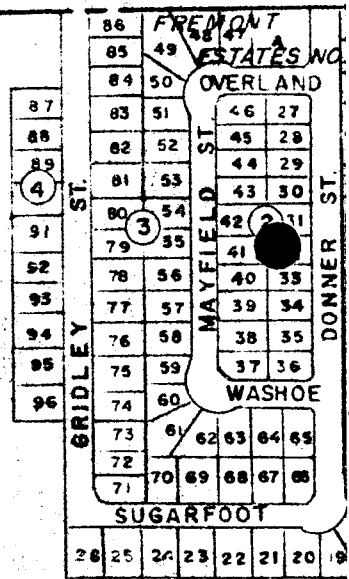 FREMONT
ESTATES NO.
86 48 47
85 49
84 50 OVERLAND
87 83 51 46 27
88 82 52 45 28
89 81 53 44 29
4 80 3 54 43 30
91 79 55 42 2 31
92 78 56 41
93 77 57 40 33
94 76 58 39 34
95 75 59 38 35
96 74 60 37 36
GRIDLEY ST.
MAYFIELD ST.
DONNER ST.
WASHOE
73 61 62 63 64 65
72
71 70 69 68 67 66
SUGARFOOT
26 25 24 23 22 21 20 19